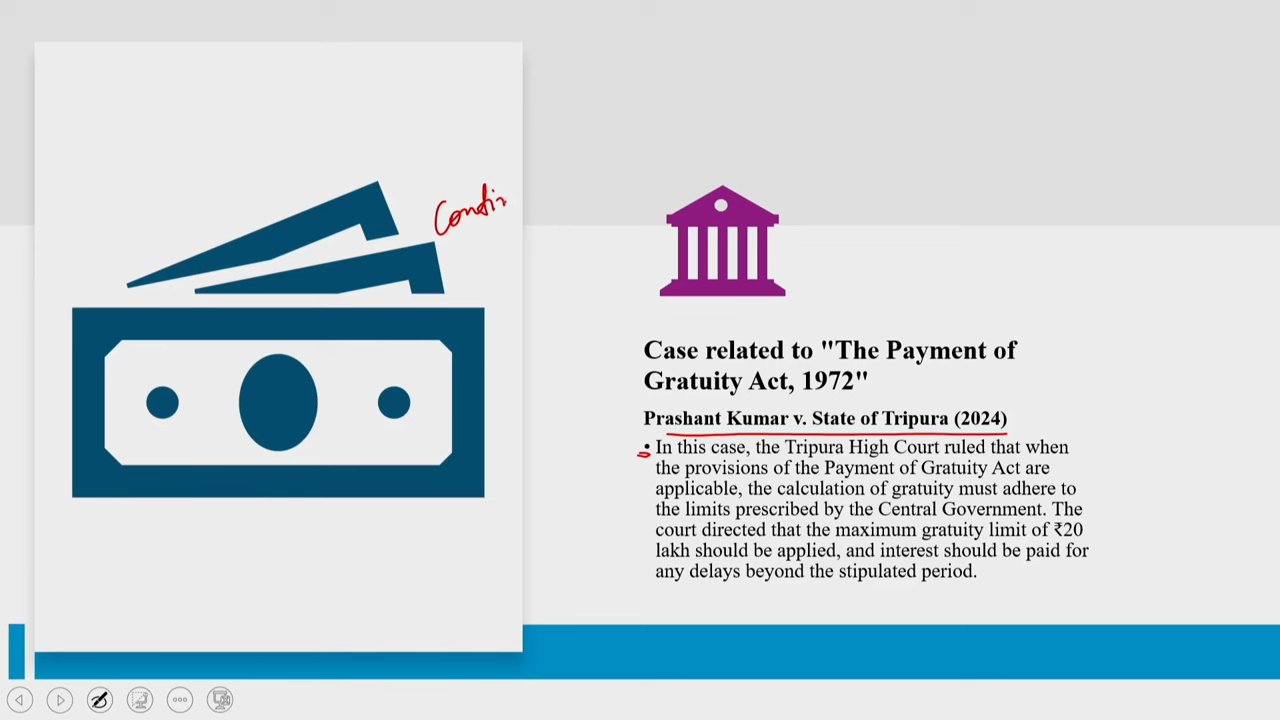 Condi
Case related to "The Payment of
Gratuity Act, 1972"
Prashant Kumar v. State of Tripura (2024)
• In this case, the Tripura High Court ruled that when
the provisions of the Payment of Gratuity Act are
applicable, the calculation of gratuity must adhere to
the limits prescribed by the Central Government. The
court directed that the maximum gratuity limit of ₹20
lakh should be applied, and interest should be paid for
any delays beyond the stipulated period.